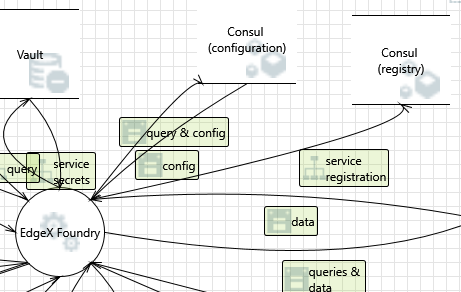 Vault
Consul
(configuration)
Consul
(registry)
query & config
config
query
service
secrets
service
registration
EdgeX Foundry
data
queries &
data